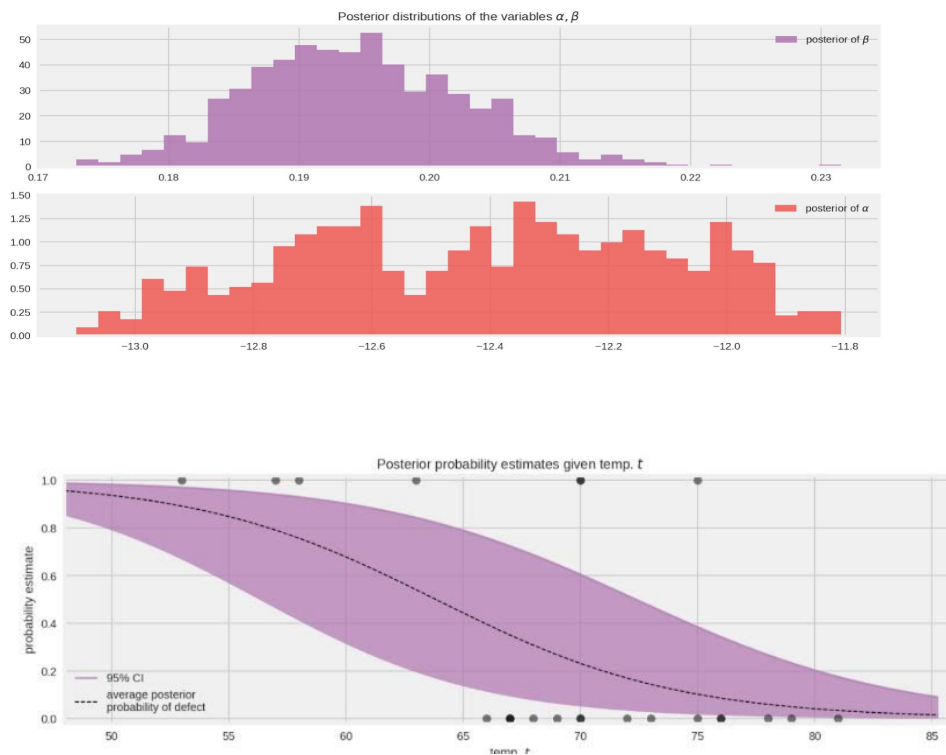 Posterior distributions of the variables α, β
50
40
30
20
10
0
posterior of β
0.17 0.18 0.19 0.20 0.21 0.22 0.23
1.50
1.25
1.00
0.75
0.50
0.25
0.00
posterior of α
−13.0 −12.8 −12.6 −12.4 −12.2 −12.0 −11.8
Posterior probability estimates given temp. t
probability estimate
1.0
0.8
0.6
0.4
0.2
0.0
95% CI
average posterior
probability of defect
50 55 60 65 70 75 80 85
temp. t